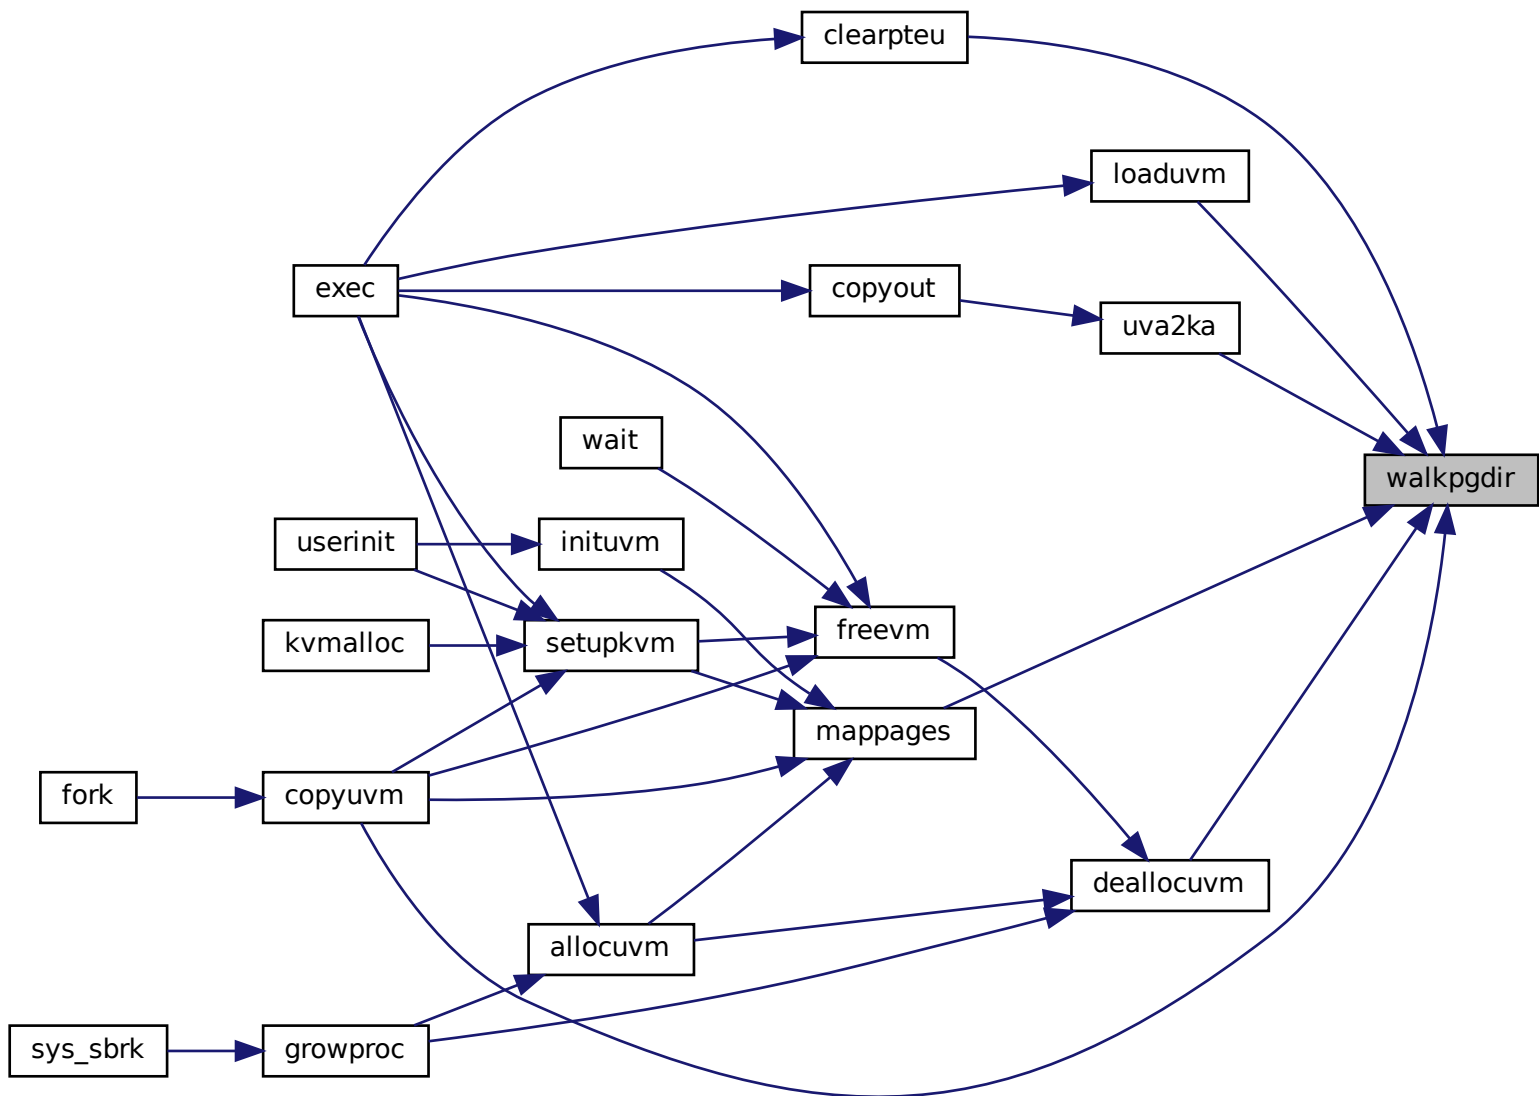 clearpteu
loaduvm
exec
copyout
uva2ka
wait
walkpgdir
userinit
inituvm
kvmalloc
setupkvm
freevm
mappages
fork
copyuvm
deallocuvm
allocuvm
sys_sbrk
growproc